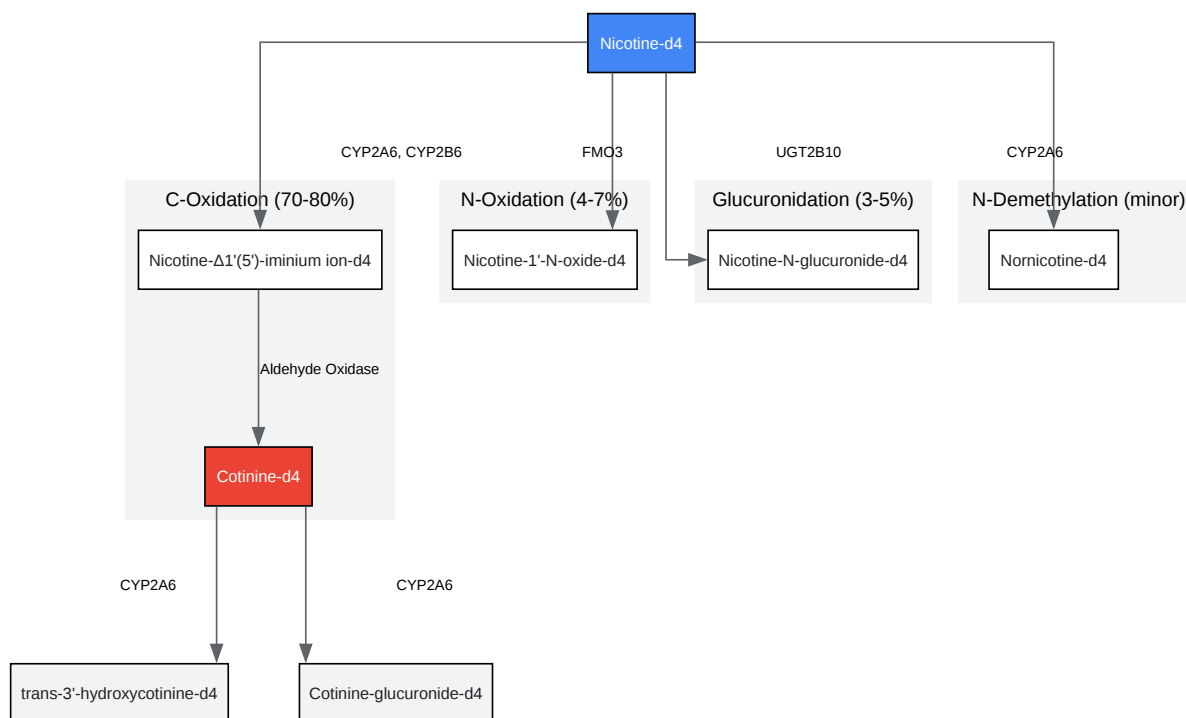 Nicotine-d4
CYP2A6, CYP2B6
FMO3
UGT2B10
CYP2A6
C-Oxidation (70-80%)
N-Oxidation (4-7%)
Glucuronidation (3-5%)
N-Demethylation (minor)
Nicotine-Δ1'(5')-iminium ion-d4
Nicotine-1'-N-oxide-d4
Nicotine-N-glucuronide-d4
Nornicotine-d4
Aldehyde Oxidase
Cotinine-d4
CYP2A6
CYP2A6
trans-3'-hydroxycotinine-d4
Cotinine-glucuronide-d4